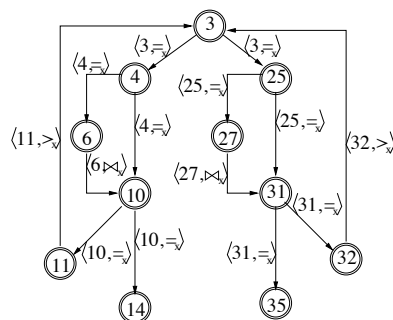 3
⟨3,=ₓ⟩ ⟨3,=ₓ⟩
⟨4,=ₓ⟩ 4 25
⟨25,=ₓ⟩
⟨4,=ₓ⟩ ⟨25,=ₓ⟩
6 27
⟨11,>ₓ⟩ ⟨32,>ₓ⟩
⟨6⋈ₓ⟩ ⟨27,⋈ₓ⟩
10 31
⟨31,=ₓ⟩
⟨10,=ₓ⟩ ⟨10,=ₓ⟩ ⟨31,=ₓ⟩
11 32
14 35